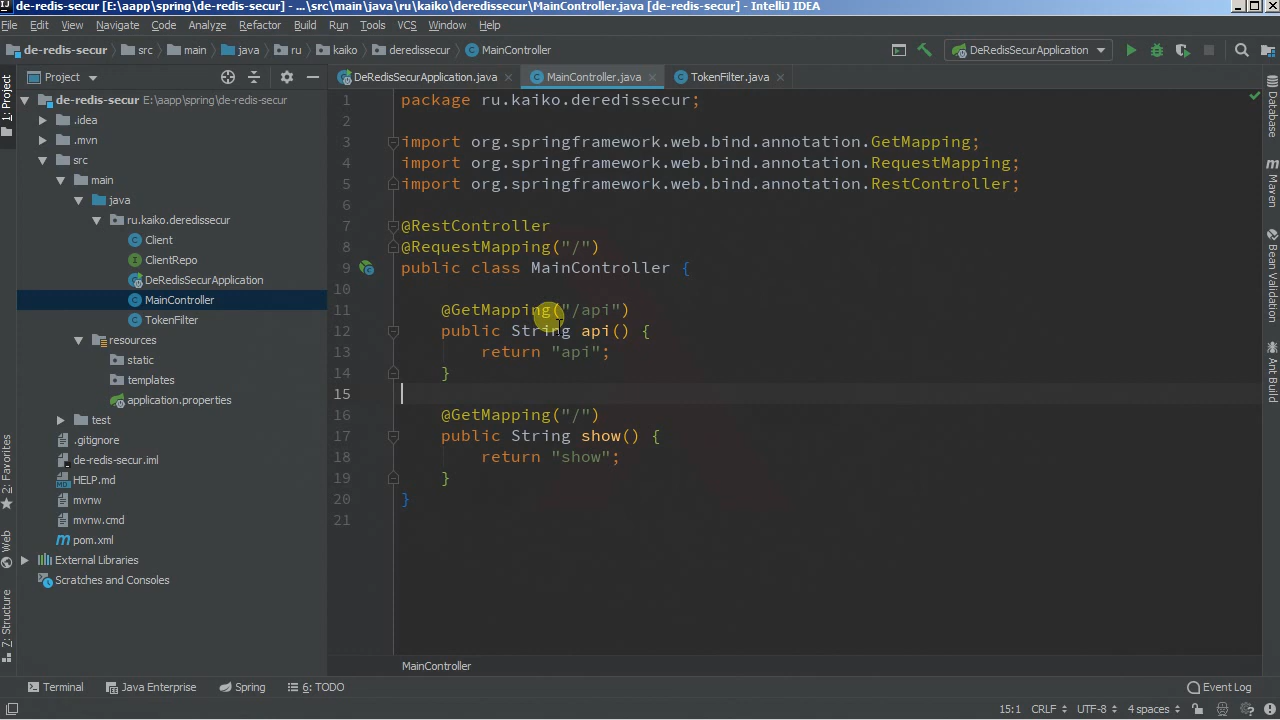 de-redis-secur [E:\aapp\spring\de-redis-secur] - ...\src\main\java\ru\kaiko\deredissecur\MainController.java [de-redis-secur] - IntelliJ IDEA
File Edit View Navigate Code Analyze Refactor Build Run Tools VCS Window Help
de-redis-secur src main java ru kaiko deredissecur MainController DeRedisSecurApplication
Project DeRedisSecurApplication.java MainController.java TokenFilter.java
1: Project
de-redis-secur E:\aapp\spring\de-redis-secur
.idea
.mvn
src
main
java
ru.kaiko.deredissecur
Client
ClientRepo
DeRedisSecurApplication
MainController
TokenFilter
resources
static
templates
application.properties
test
.gitignore
de-redis-secur.iml
HELP.md
mvnw
mvnw.cmd
pom.xml
External Libraries
Scratches and Consoles
2: Favorites
Web
7: Structure
1 package ru.kaiko.deredissecur;
2
3 import org.springframework.web.bind.annotation.GetMapping;
4 import org.springframework.web.bind.annotation.RequestMapping;
5 import org.springframework.web.bind.annotation.RestController;
6
7 @RestController
8 @RequestMapping("/")
9 public class MainController {
10
11 @GetMapping("/api")
12 public String api() {
13 return "api";
14 }
15
16 @GetMapping("/")
17 public String show() {
18 return "show";
19 }
20 }
21
MainController
Database
Maven
Bean Validation
Ant Build
Terminal Java Enterprise Spring 6: TODO Event Log
15:1 CRLF UTF-8 4 spaces